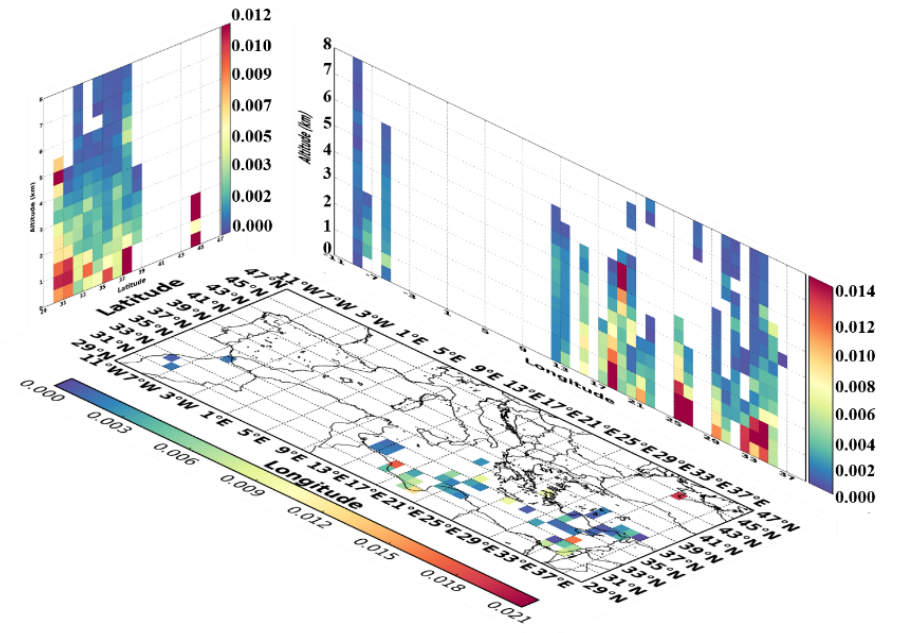 0.012
0.010
0.009
0.007
0.005
0.003
0.002
0.000
Altitude (km)
Latitude
8
7
6
5
4
3
2
1
0
Altitude (km)
Longitude
0.014
0.012
0.010
0.008
0.006
0.004
0.002
0.000
Latitude
47°N
45°N
43°N
41°N
39°N
37°N
35°N
33°N
31°N
29°N
11°W 7°W 3°W 1°E 5°E 9°E 13°E 17°E 21°E 25°E 29°E 33°E 37°E
11°W 7°W 3°W 1°E 5°E 9°E 13°E 17°E 21°E 25°E 29°E 33°E 37°E
Longitude
47°N
45°N
43°N
41°N
39°N
37°N
35°N
33°N
31°N
29°N
0.000
0.003
0.006
0.009
0.012
0.015
0.018
0.021